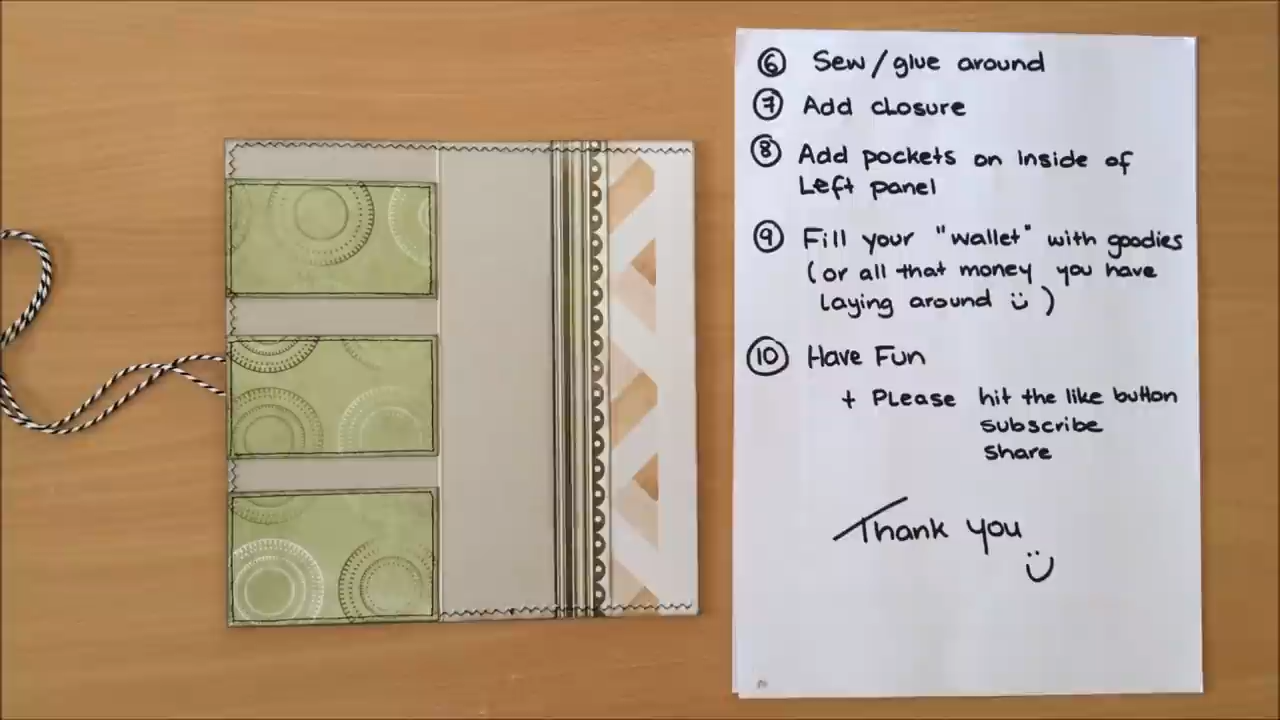 ⑥ Sew/glue around
⑦ Add closure
⑧ Add pockets on inside of
Left panel
⑨ Fill your "wallet" with goodies
(or all that money you have
laying around ü)
⑩ Have Fun
+ Please hit the like button
subscribe
share
Thank you
ü